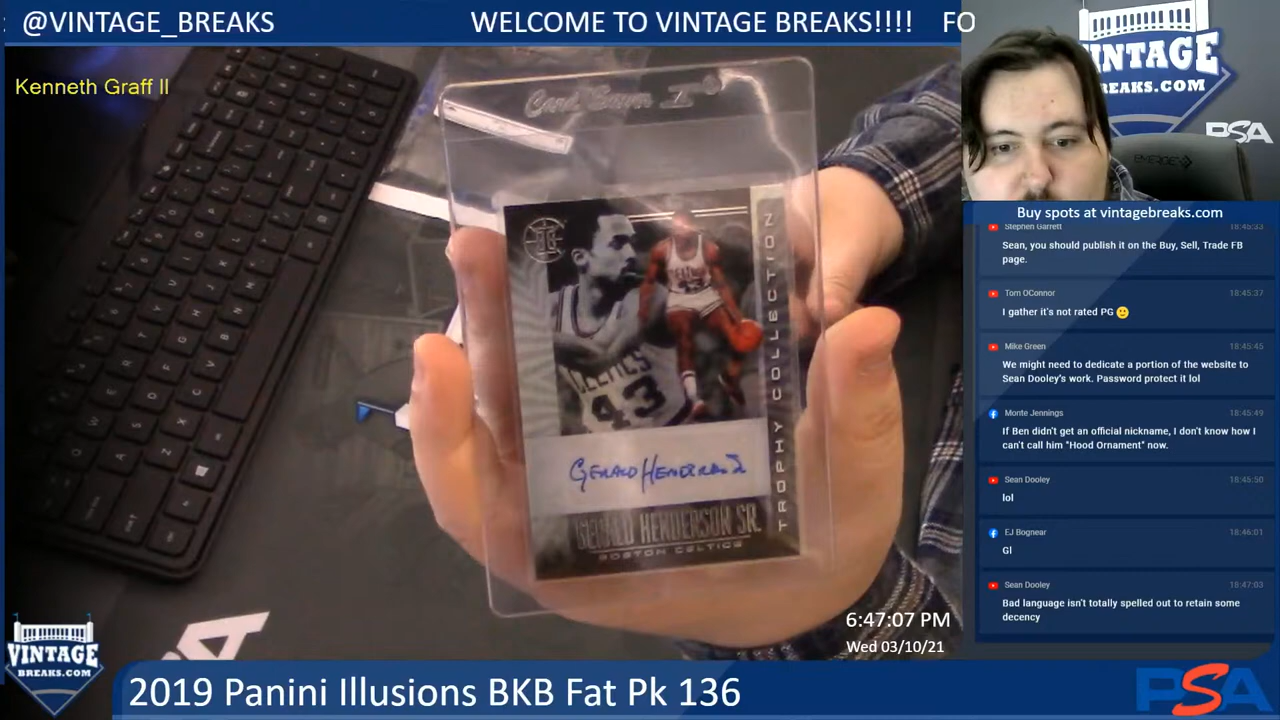 @VINTAGE_BREAKS
WELCOME TO VINTAGE BREAKS!!!! FO
Kenneth Graff II
Card Saver I
TROPHY COLLECTION
CELTICS
43
43
Gerald Henderson
GERALD HENDERSON SR.
BOSTON CELTICS
6:47:07 PM
Wed 03/10/21
VINTAGE
BREAKS.COM
2019 Panini Illusions BKB Fat Pk 136
PSA
VINTAGE
BREAKS.COM
PSA
Buy spots at vintagebreaks.com
Stephen Garrett 18:45:33
Sean, you should publish it on the Buy, Sell, Trade FB
page.
Tom OConnor 18:45:37
I gather it's not rated PG 🙂
Mike Green 18:45:45
We might need to dedicate a portion of the website to
Sean Dooley's work. Password protect it lol
Monte Jennings 18:45:49
If Ben didn't get an official nickname, I don't know how I
can't call him "Hood Ornament" now.
Sean Dooley 18:45:50
lol
EJ Bognear 18:46:01
Gl
Sean Dooley 18:47:03
Bad language isn't totally spelled out to retain some
decency